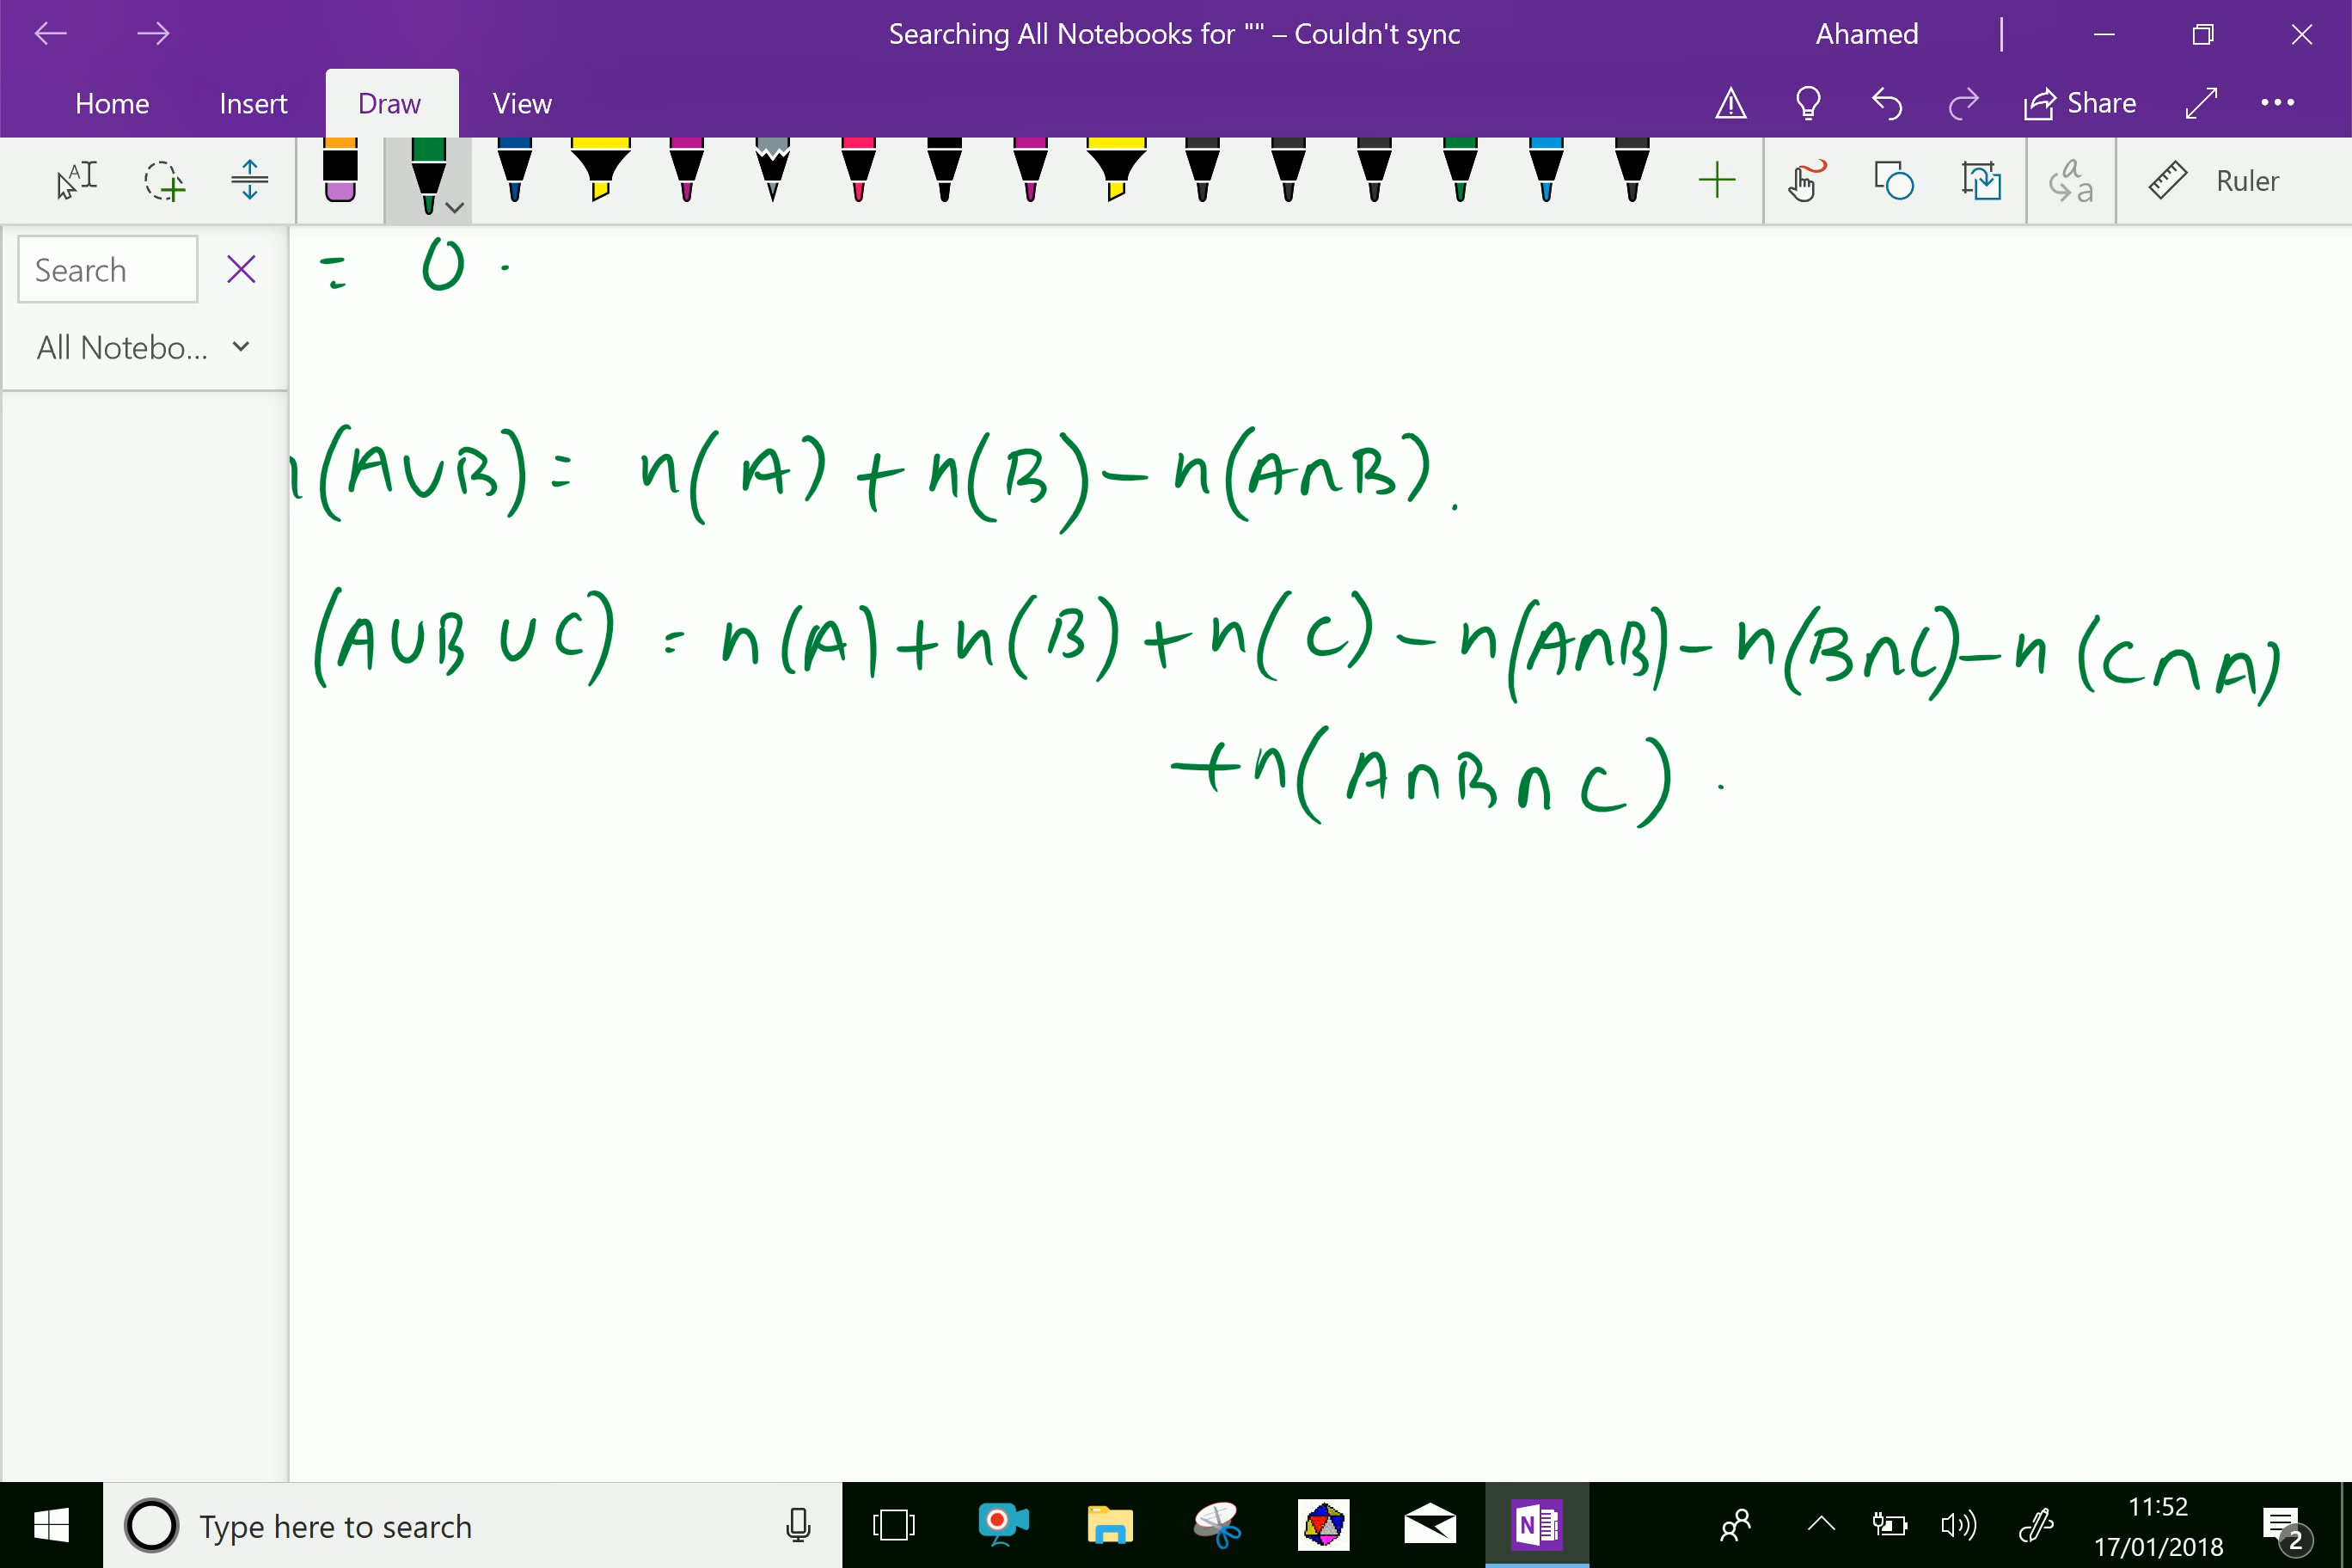 Searching All Notebooks for "" – Couldn't sync
Ahamed
Home Insert Draw View
Share
Ruler
Search
All Notebo...
= 0 .
n(A∪B) = n(A) + n(B) - n(A∩B).
(A∪B∪C) = n(A) + n(B) + n(C) - n(A∩B) - n(B∩C) - n(C∩A)
+ n(A∩B∩C) .
Type here to search
N
11:52
17/01/2018
2